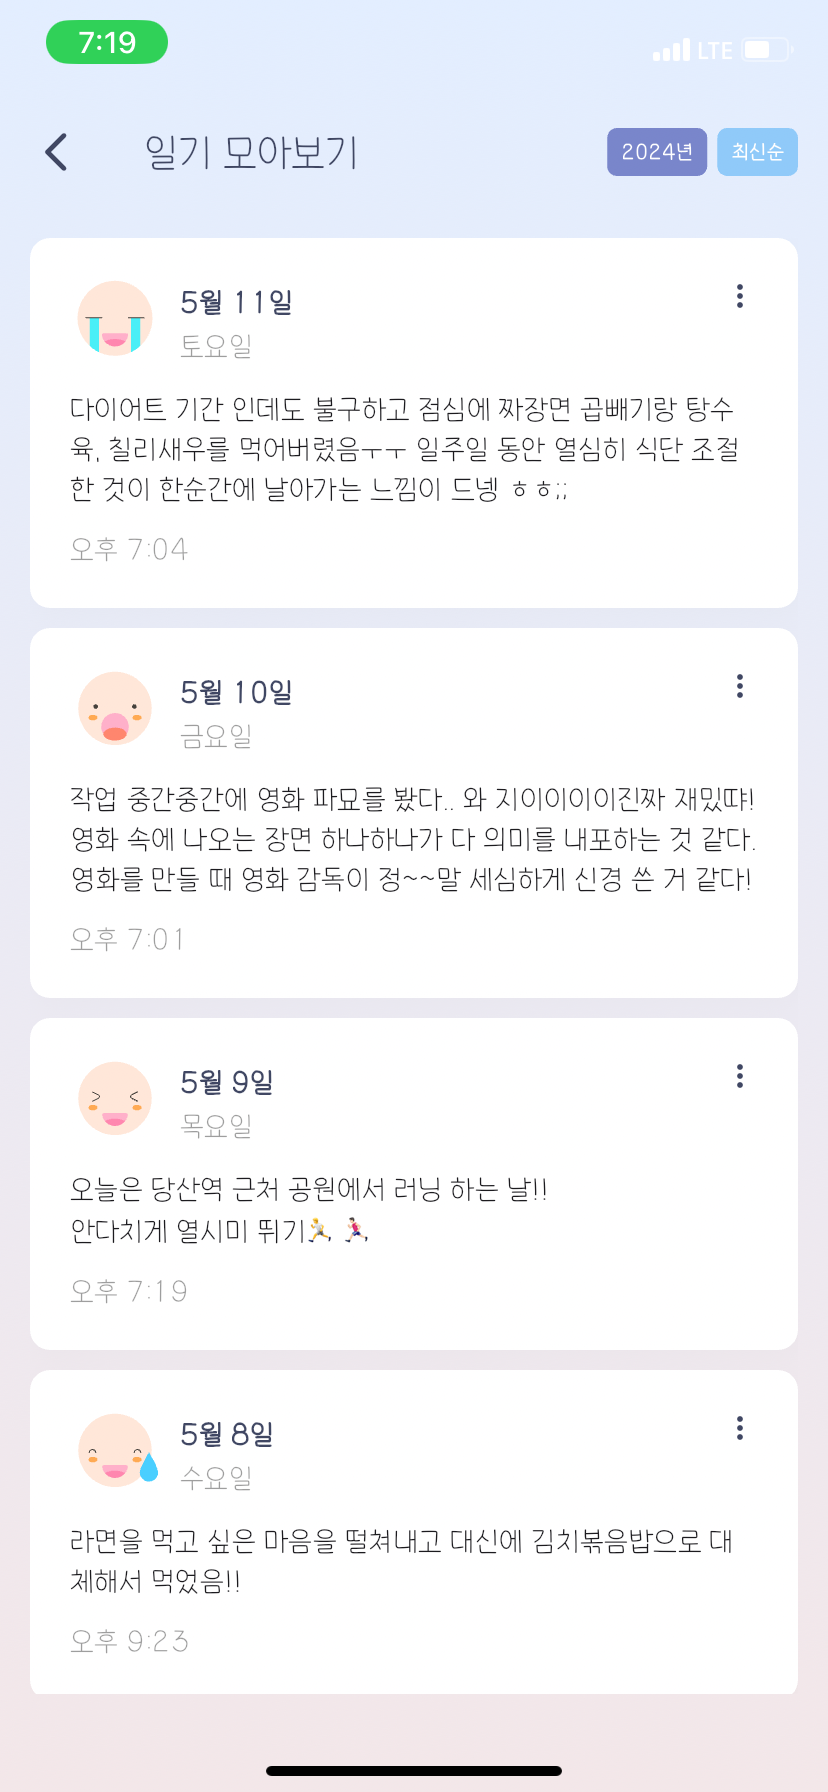 7:19
LTE
일기 모아보기
2024년
최신순
5월 11일
토요일
다이어트 기간 인데도 불구하고 점심에 짜장면 곱빼기랑 탕수
육, 칠리새우를 먹어버렸음ㅜㅜ 일주일 동안 열심히 식단 조절
한 것이 한순간에 날아가는 느낌이 드넹 ㅎㅎ;;
오후 7:04
5월 10일
금요일
작업 중간중간에 영화 파묘를 봤다.. 와 지이이이이진짜 재밌땨!
영화 속에 나오는 장면 하나하나가 다 의미를 내포하는 것 같다.
영화를 만들 때 영화 감독이 정~~말 세심하게 신경 쓴 거 같다!
오후 7:01
5월 9일
목요일
오늘은 당산역 근처 공원에서 러닝 하는 날!!
안다치게 열시미 뛰기🏃🏃🏻
오후 7:19
5월 8일
수요일
라면을 먹고 싶은 마음을 떨쳐내고 대신에 김치볶음밥으로 대
체해서 먹었음!!
오후 9:23